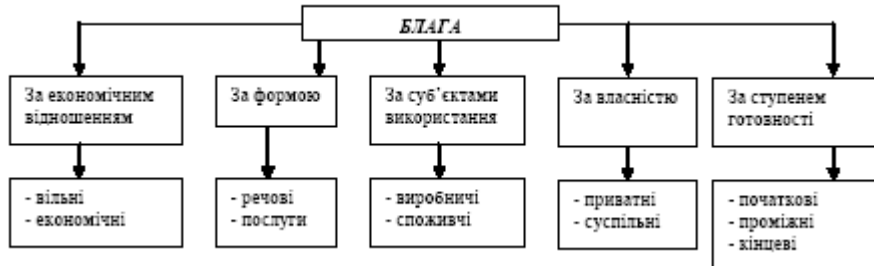 БЛАГА
За економічним
відношенням
За формою
За суб’єктами
використання
За власністю
За ступенем
готовності
- вільні
- економічні
- речові
- послуги
- виробничі
- споживчі
- приватні
- суспільні
- початкові
- проміжні
- кінцеві